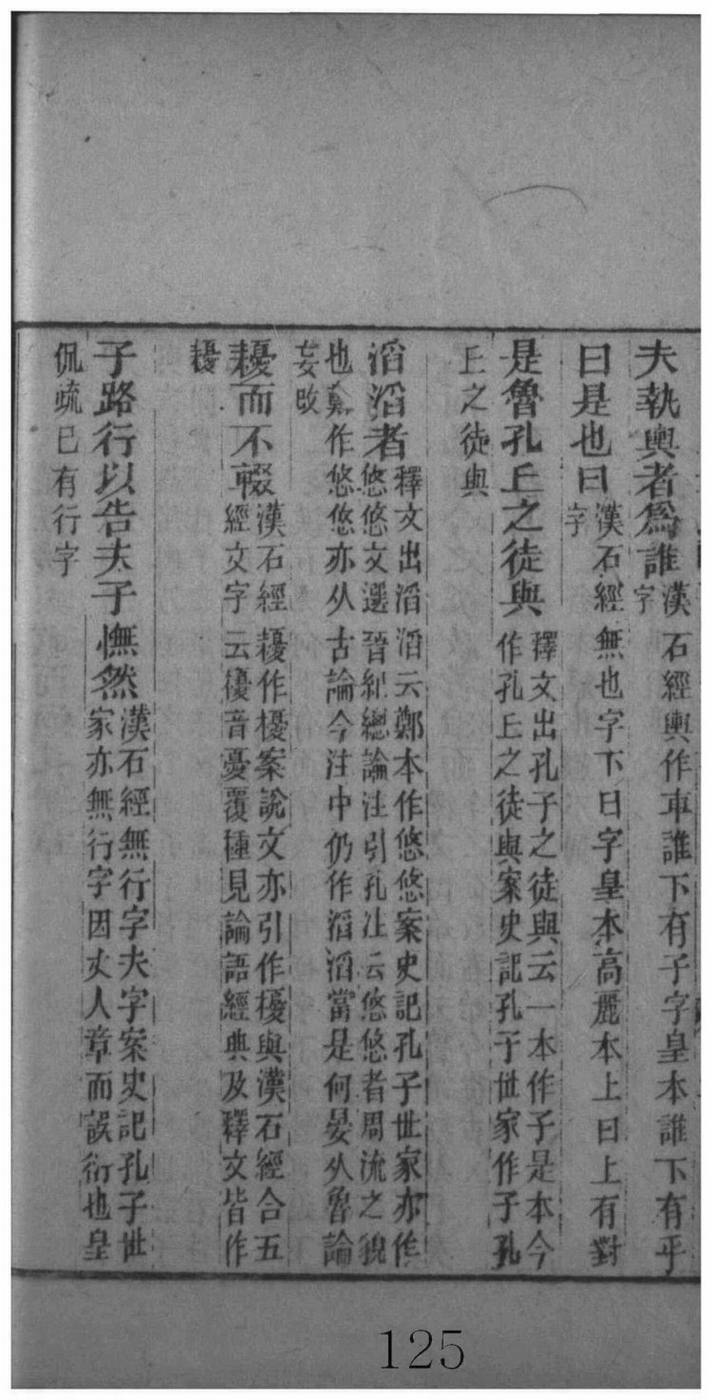 夫執輿者爲誰漢石經輿作車誰下有子字皇本誰下有乎
字
曰是也曰漢石經無也字下曰字皇本高麗本上曰上有對
字
是魯孔丘之徒與釋文出孔子之徒與云一本作子是本今
作孔丘之徒與案史記孔子世家作子孔
丘之徒與
滔滔者釋文出滔滔云鄭本作悠悠案史記孔子世家亦作
悠悠文選晉紀總論注引孔注云悠悠者周流之貌
也鄭作悠悠亦从古論今注中仍作滔滔當是何晏从魯論
妄改
耰而不輟漢石經耰作櫌案說文亦引作櫌與漢石經合五
經文字云櫌音憂覆種見論語經典及釋文皆作
耰
子路行以告夫子憮然漢石經無行字夫字案史記孔子世
家亦無行字因丈人章而誤衍也皇
侃疏已有行字
125